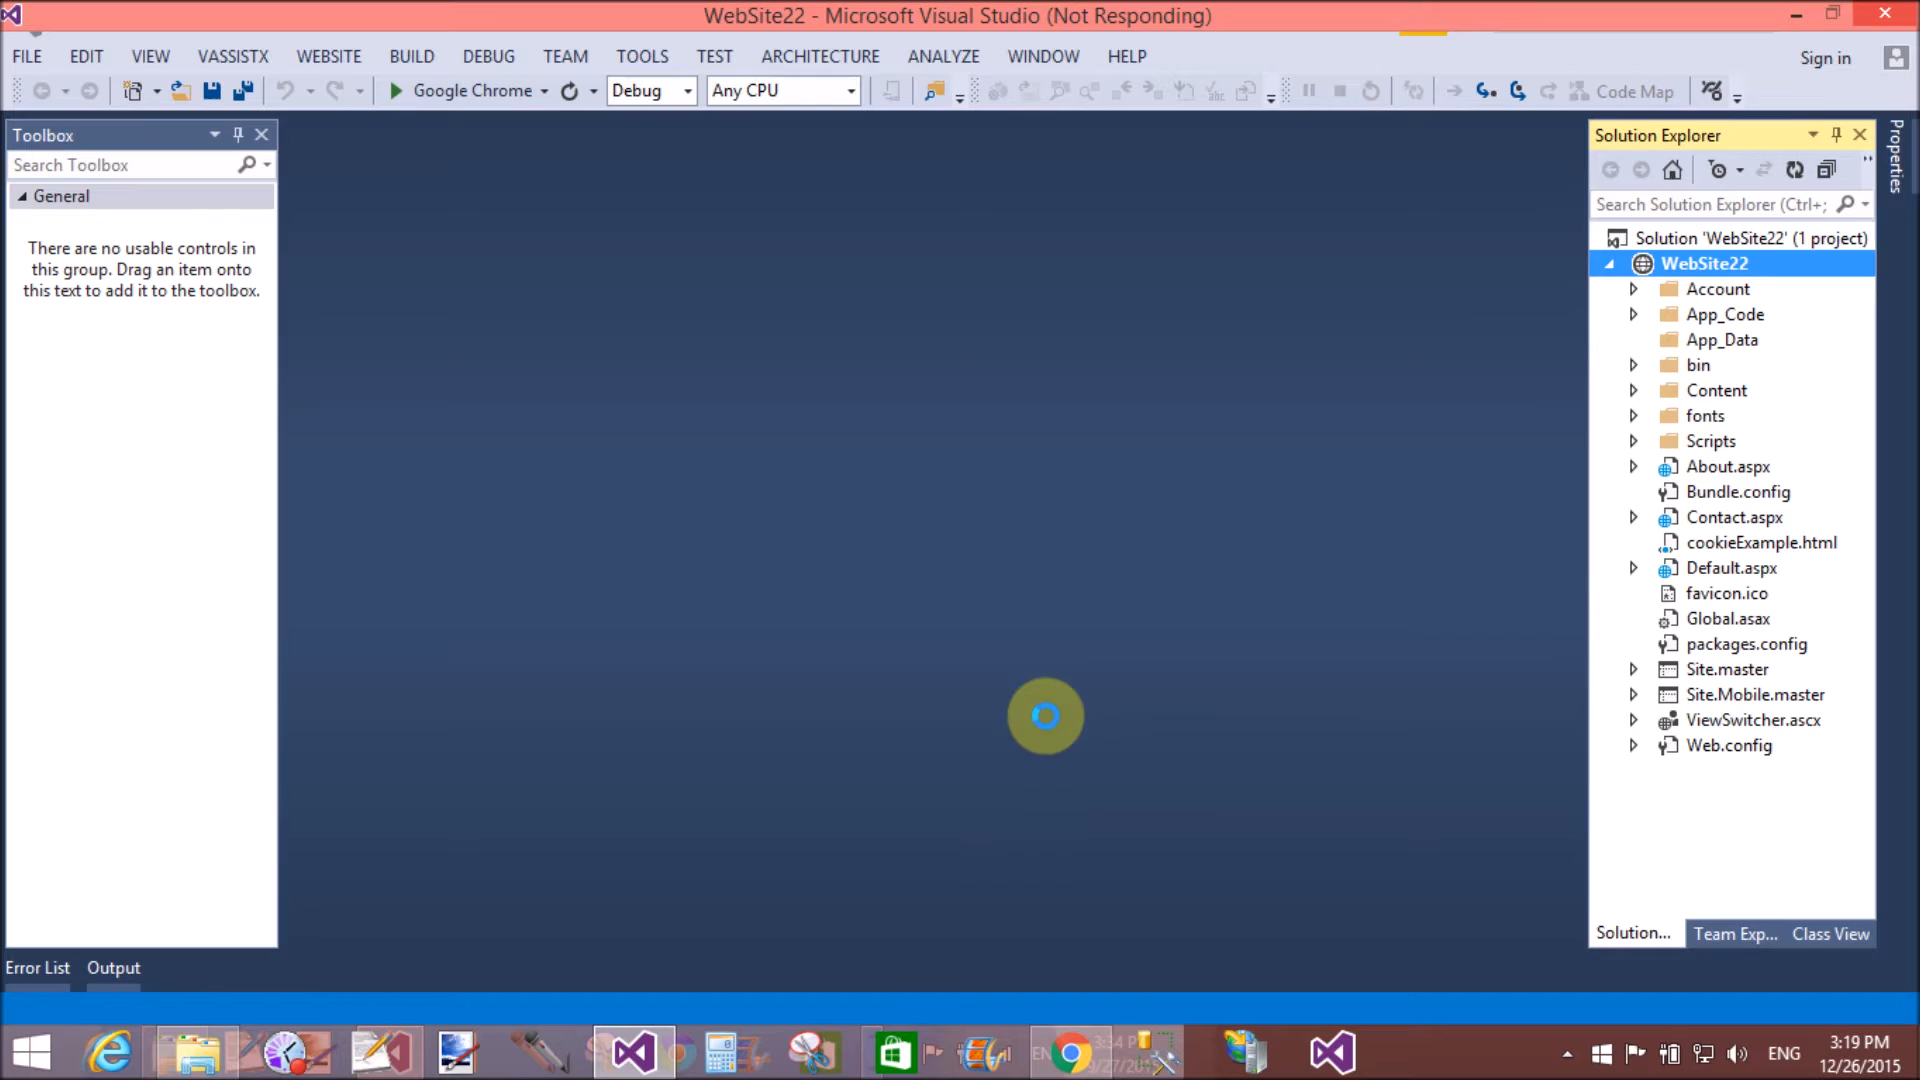 WebSite22 - Microsoft Visual Studio (Not Responding)
FILE EDIT VIEW VASSISTX WEBSITE BUILD DEBUG TEAM TOOLS TEST ARCHITECTURE ANALYZE WINDOW HELP
Sign in
Google Chrome Debug Any CPU Code Map
Toolbox
Search Toolbox
General
There are no usable controls in
this group. Drag an item onto
this text to add it to the toolbox.
Solution Explorer
Search Solution Explorer (Ctrl+;
Solution 'WebSite22' (1 project)
WebSite22
Account
App_Code
App_Data
bin
Content
fonts
Scripts
About.aspx
Bundle.config
Contact.aspx
cookieExample.html
Default.aspx
favicon.ico
Global.asax
packages.config
Site.master
Site.Mobile.master
ViewSwitcher.ascx
Web.config
Properties
Solution... Team Exp... Class View
Error List Output
ENG
3:19 PM
12/26/2015